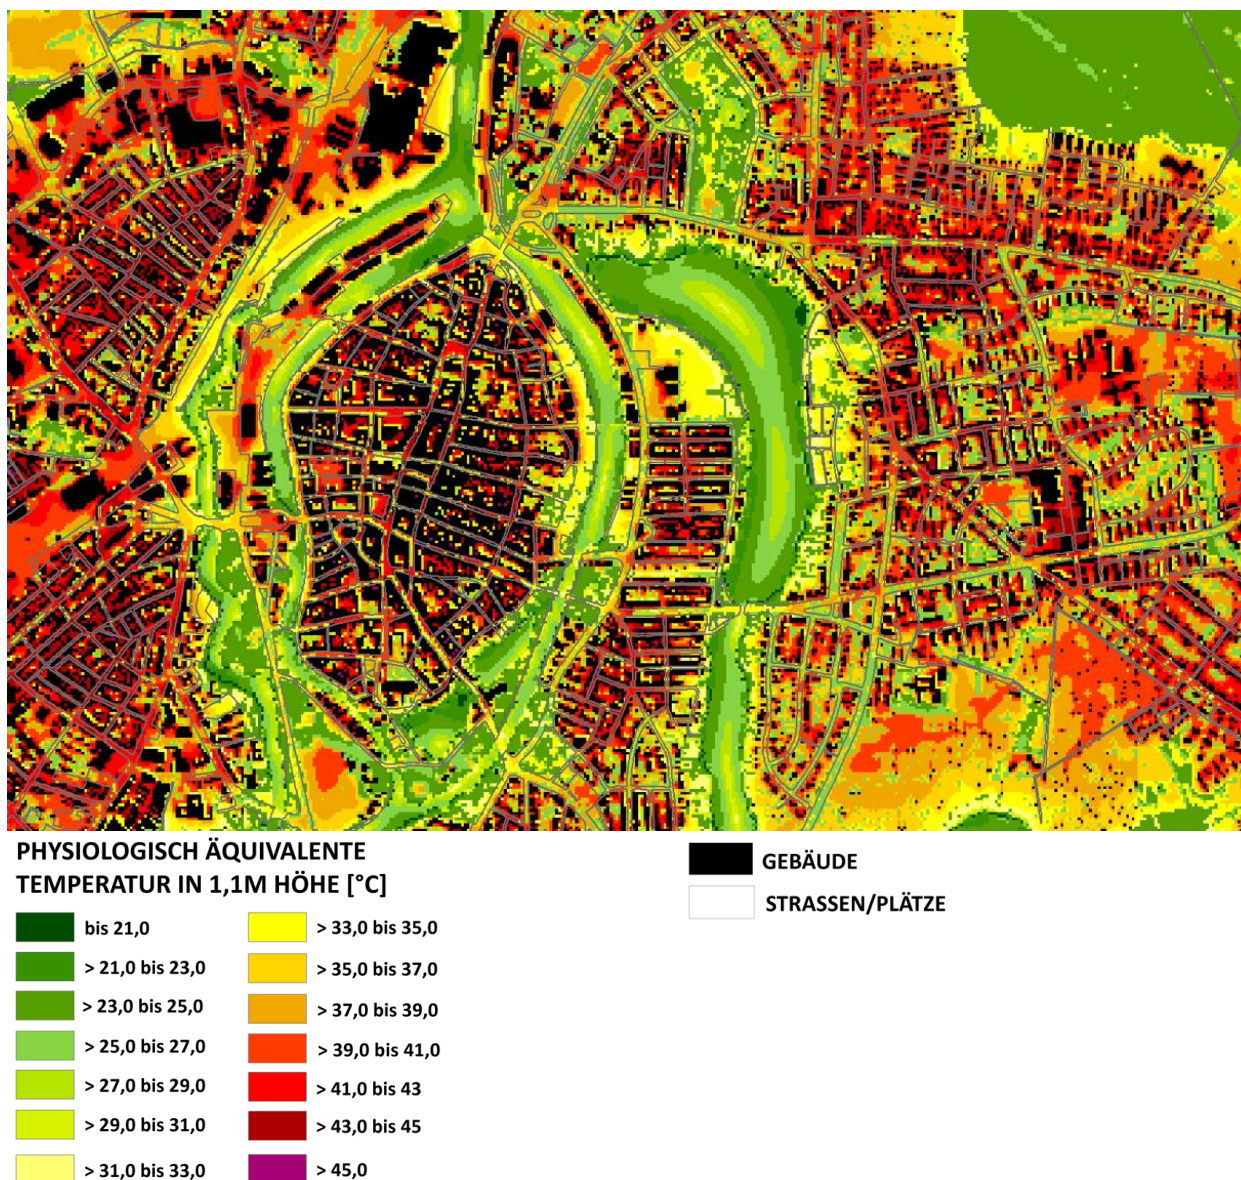 PHYSIOLOGISCH ÄQUIVALENTE
TEMPERATUR IN 1,1M HÖHE [°C]
bis 21,0
> 21,0 bis 23,0
> 23,0 bis 25,0
> 25,0 bis 27,0
> 27,0 bis 29,0
> 29,0 bis 31,0
> 31,0 bis 33,0
> 33,0 bis 35,0
> 35,0 bis 37,0
> 37,0 bis 39,0
> 39,0 bis 41,0
> 41,0 bis 43
> 43,0 bis 45
> 45,0
GEBÄUDE
STRASSEN/PLÄTZE